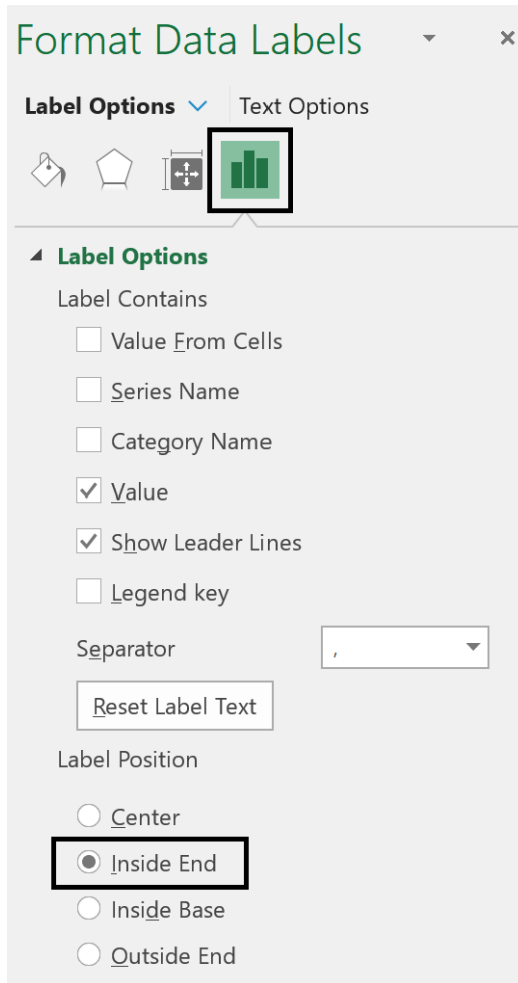 Format Data Labels
Label Options Text Options
Label Options
Label Contains
Value From Cells
Series Name
Category Name
Value
Show Leader Lines
Legend key
Separator ,
Reset Label Text
Label Position
Center
Inside End
Inside Base
Outside End